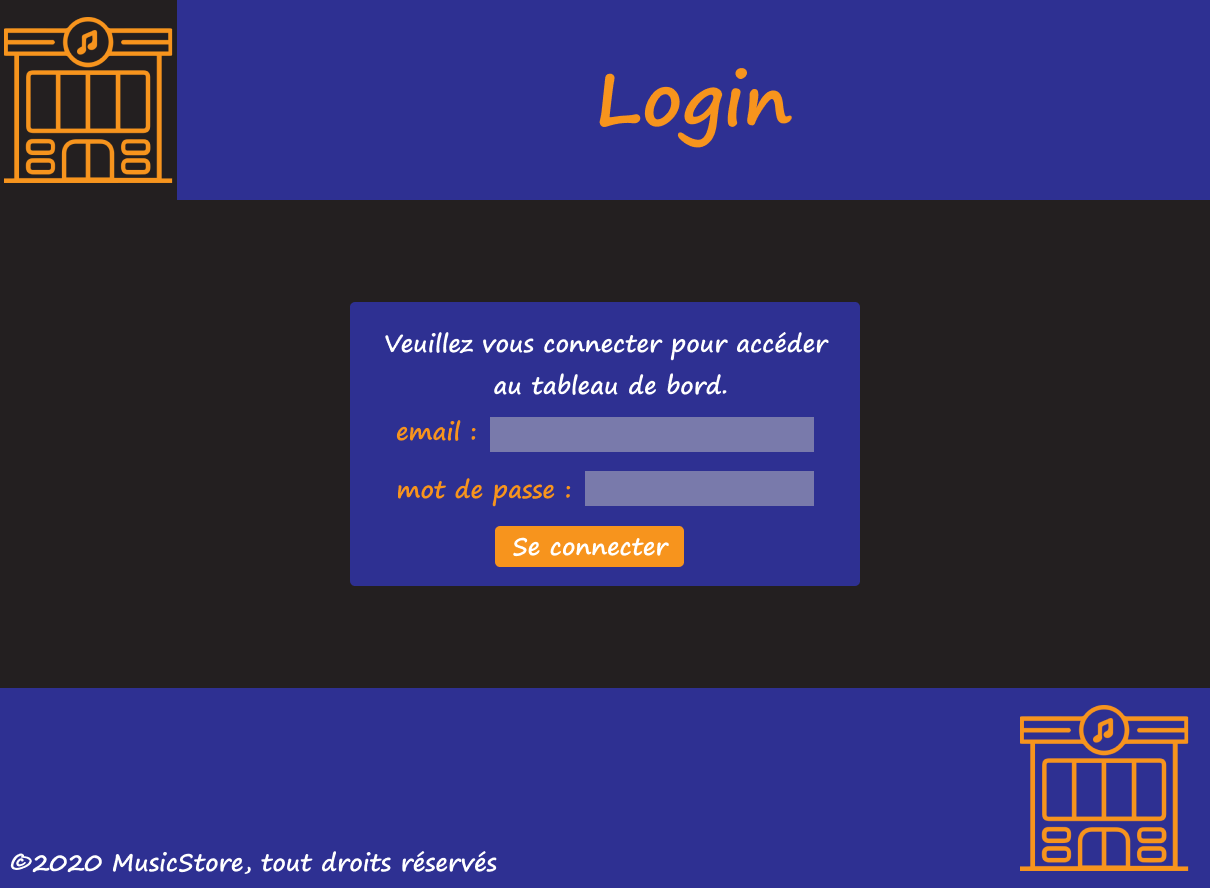 Login
Veuillez vous connecter pour accéder
au tableau de bord.
email :
mot de passe :
Se connecter
©2020 MusicStore, tout droits réservés